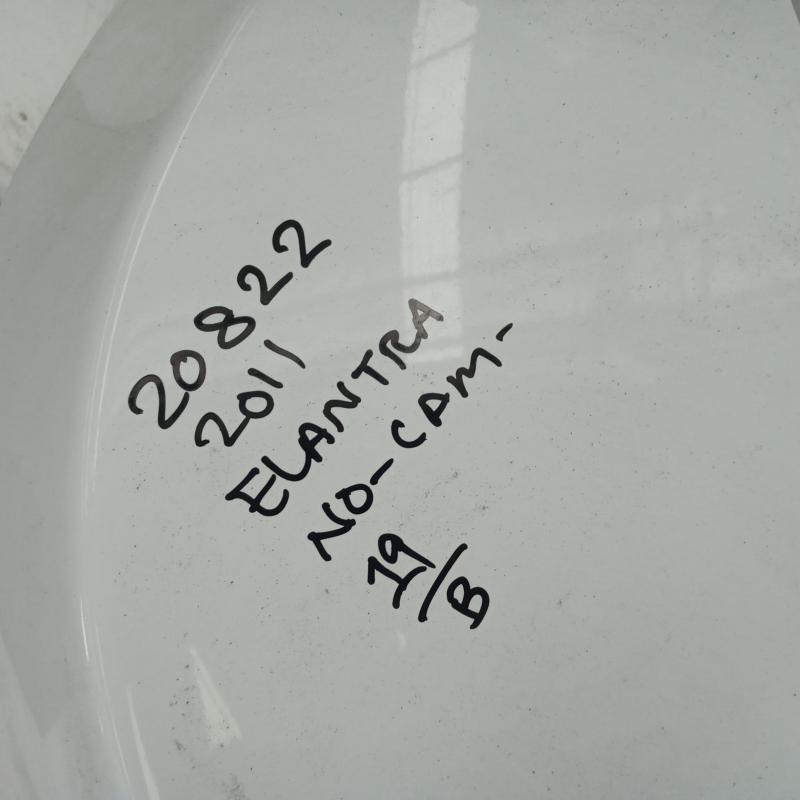 20822
2011
ELANTRA
NO-CAM-
19/B